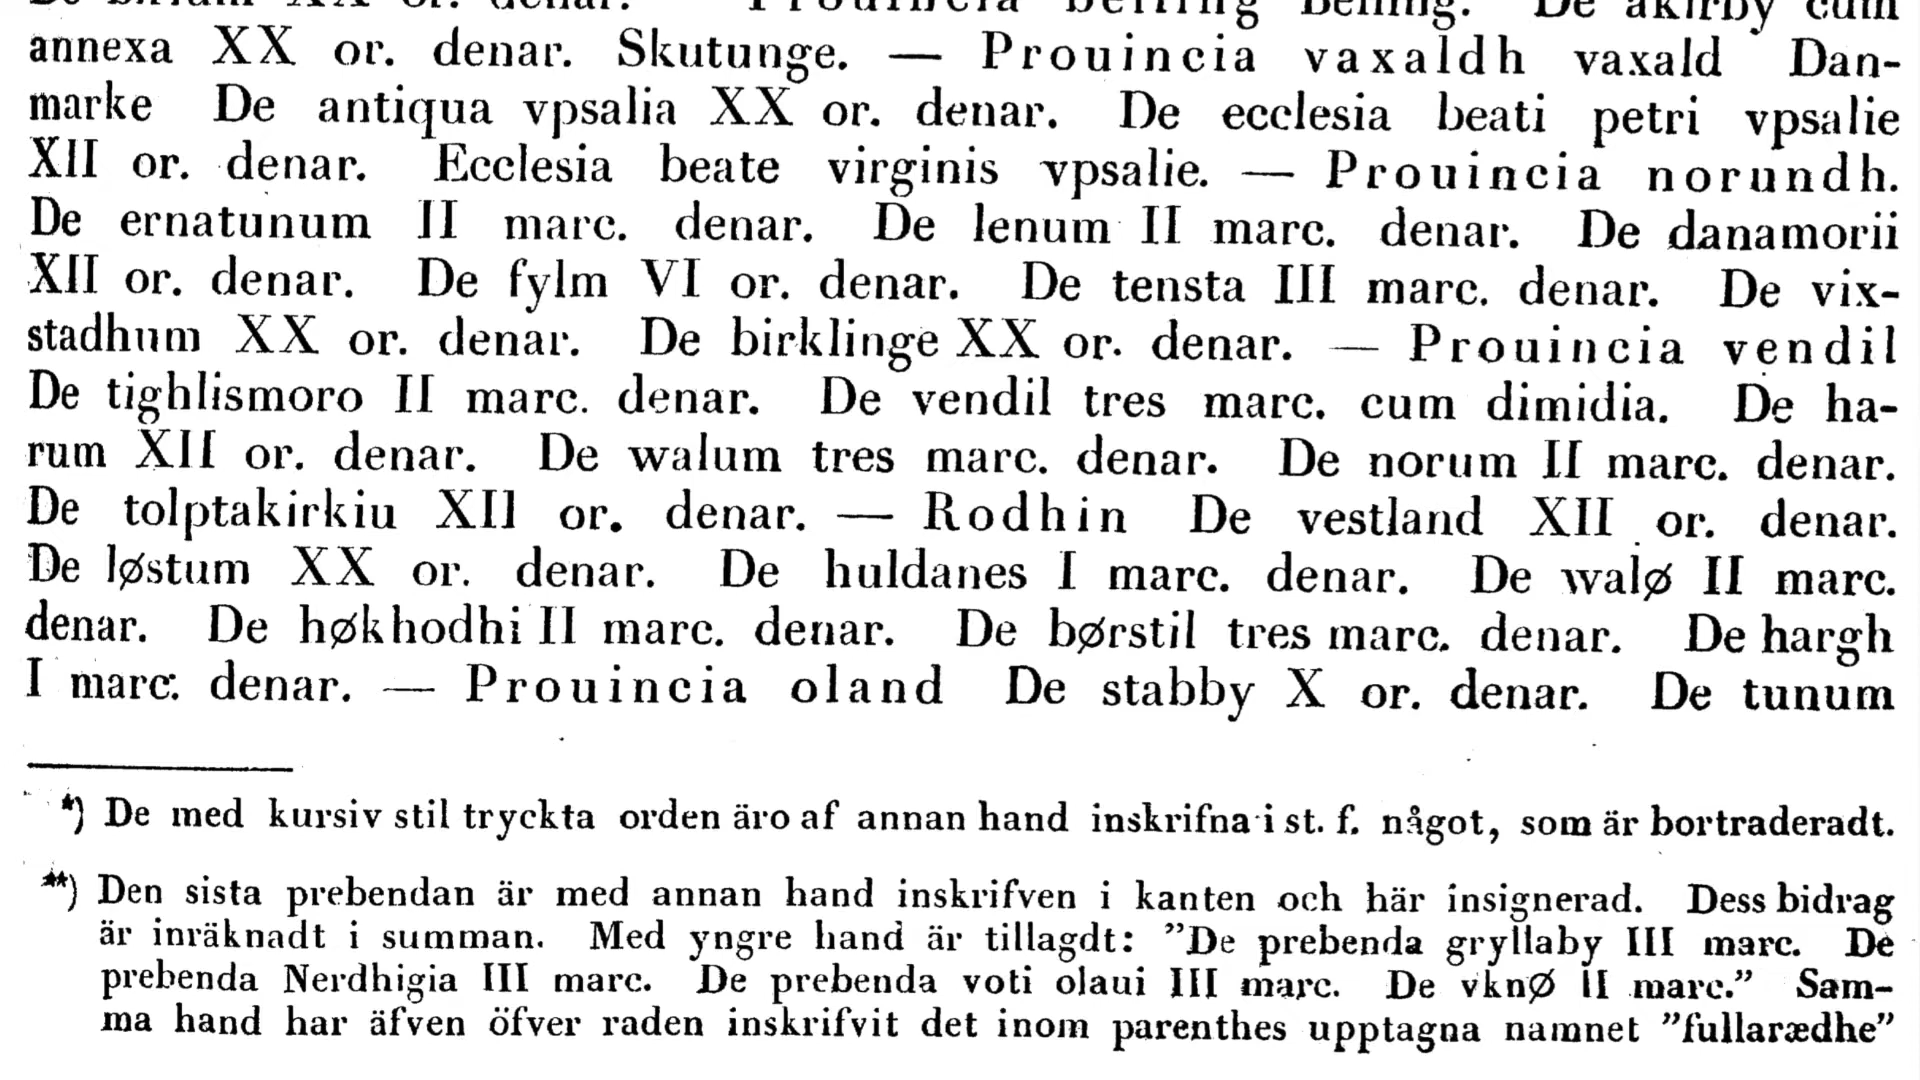 De birium XX or. denar. Prouincia belling Belling. De akirby cum
annexa XX or. denar. Skutunge. — Prouincia vaxaldh vaxald Dan-
marke De antiqua vpsalia XX or. denar. De ecclesia beati petri vpsalie
XII or. denar. Ecclesia beate virginis vpsalie. — Prouincia norundh.
De ernatunum II marc. denar. De lenum II marc. denar. De danamorii
XII or. denar. De fylm VI or. denar. De tensta III marc. denar. De vix-
stadhum XX or. denar. De birklinge XX or. denar. — Prouincia vendil
De tighlismoro II marc. denar. De vendil tres marc. cum dimidia. De ha-
rum XII or. denar. De walum tres marc. denar. De norum II marc. denar.
De tolptakirkiu XII or. denar. — Rodhin De vestland XII or. denar.
De løstum XX or. denar. De huldanes I marc. denar. De walø II marc.
denar. De høkhodhi II marc. denar. De børstil tres marc. denar. De hargh
I marc. denar. — Prouincia oland De stabby X or. denar. De tunum
*) De med kursiv stil tryckta orden äro af annan hand inskrifna i st. f. något, som är bortraderadt.
**) Den sista prebendan är med annan hand inskrifven i kanten och här insignerad. Dess bidrag
är inräknadt i summan. Med yngre hand är tillagdt: ”De prebenda gryllaby III marc. De
prebenda Nerdhigia III marc. De prebenda voti olaui III marc. De vknØ II marc.” Sam-
ma hand har äfven öfver raden inskrifvit det inom parenthes upptagna namnet ”fullarædhe”